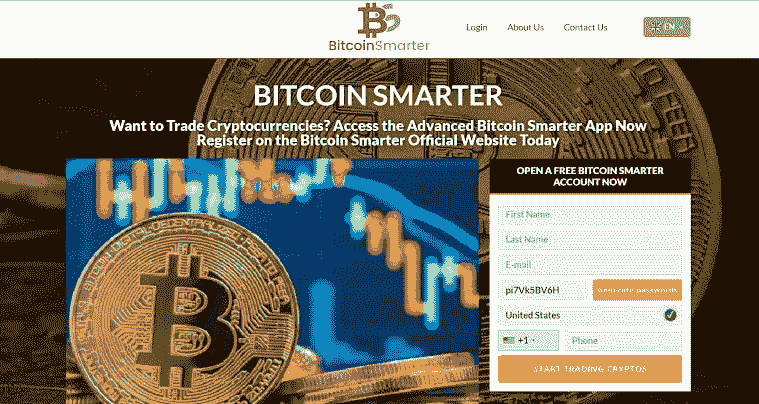 BitcoinSmarter
Login
About Us
Contact Us
EN
BITCOIN SMARTER
Want to Trade Cryptocurrencies? Access the Advanced Bitcoin Smarter App Now
Register on the Bitcoin Smarter Official Website Today
OPEN A FREE BITCOIN SMARTER
ACCOUNT NOW
First Name
Last Name
E-mail
pi7Vk5BV6H
Generate passwords
United States
+1
Phone
START TRADING CRYPTOS